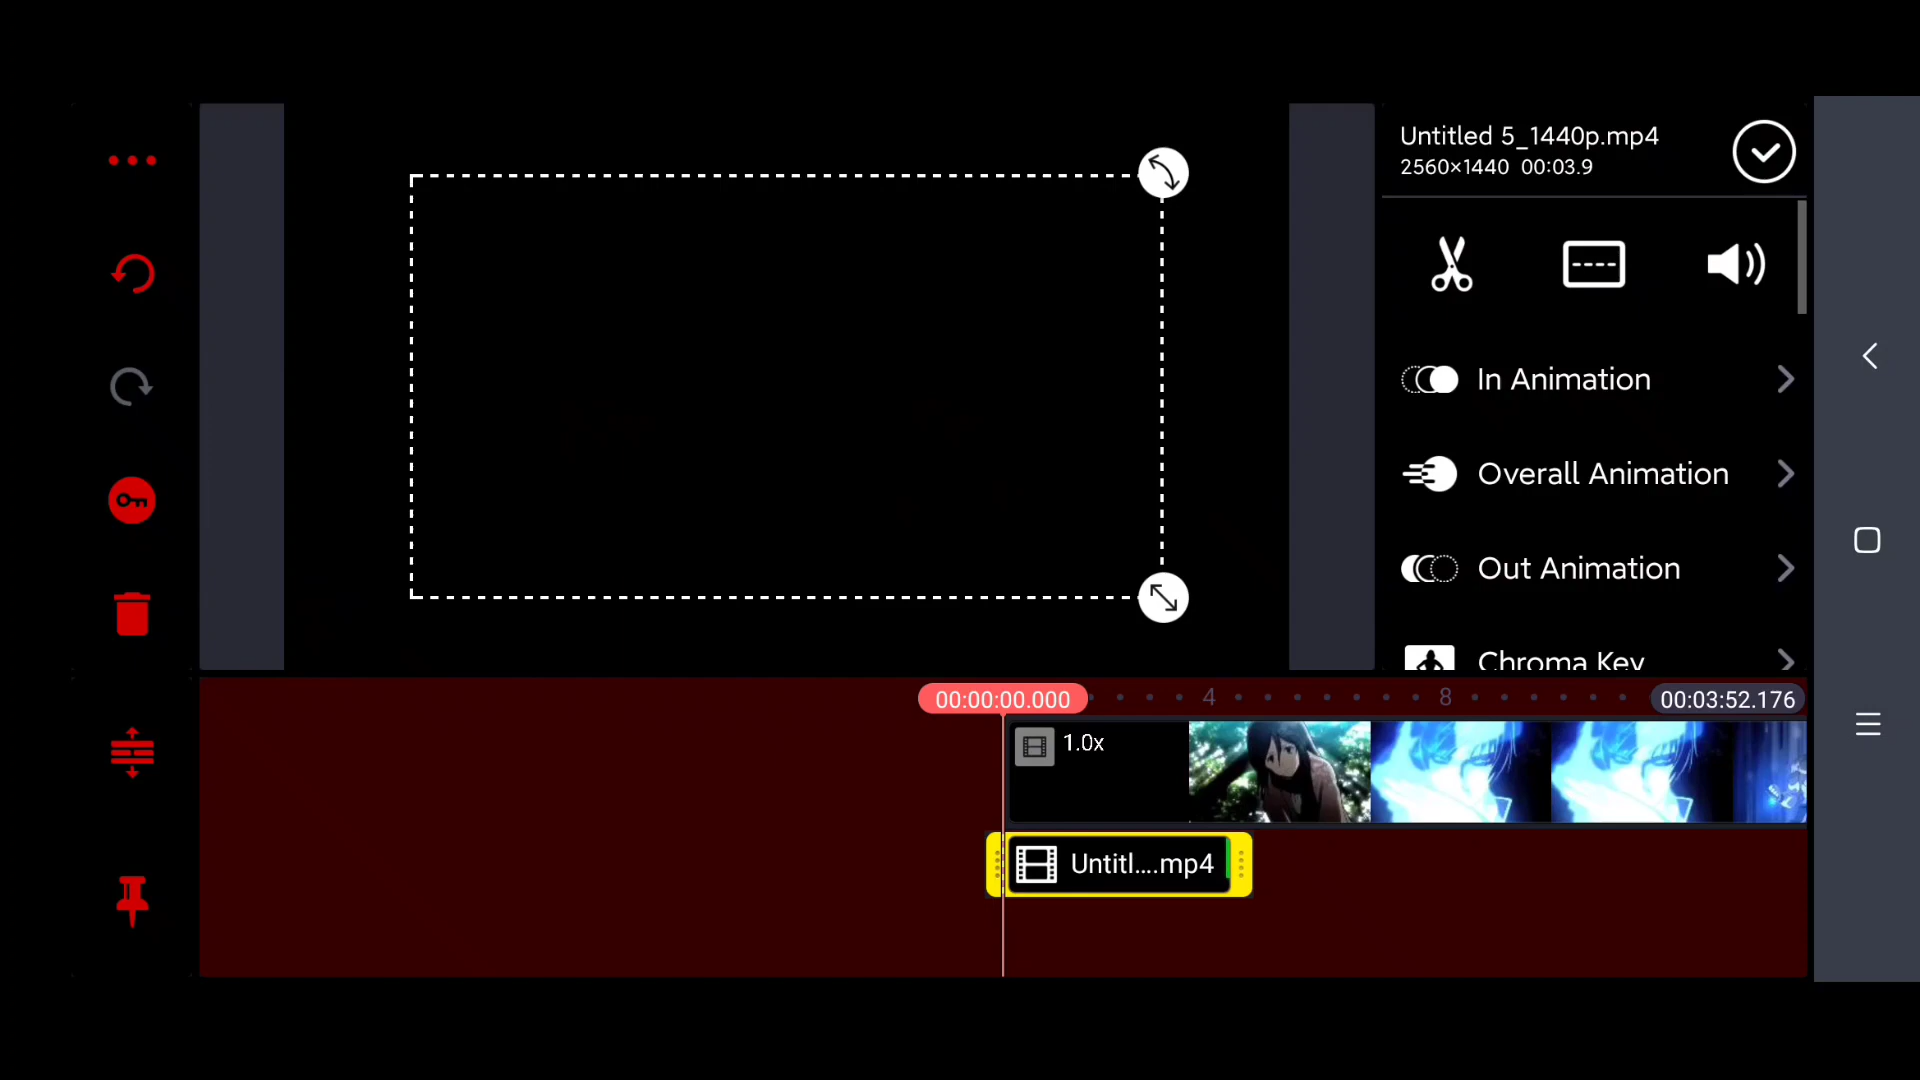 Untitled 5_1440p.mp4
2560×1440 00:03.9
In Animation
Overall Animation
Out Animation
Chroma Key
00:00:00.000
4
8
00:03:52.176
1.0x
Untitl....mp4